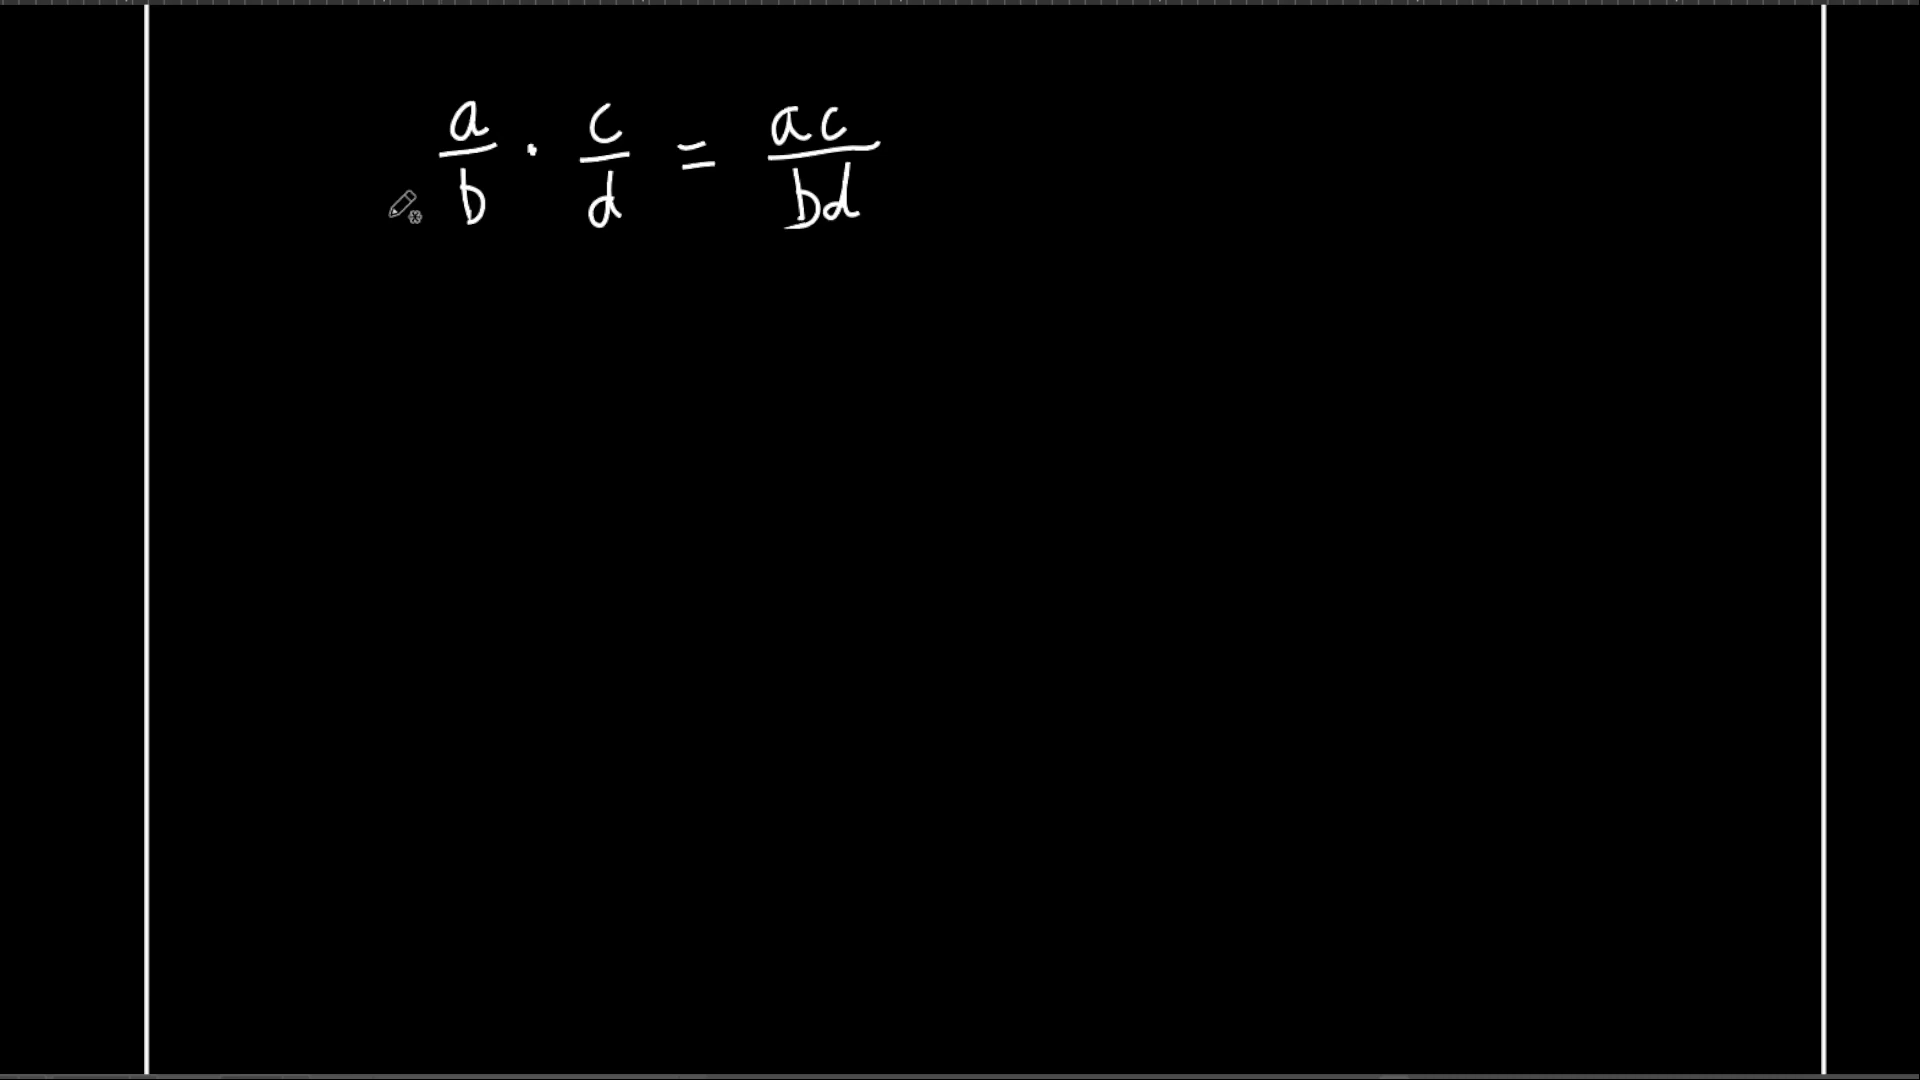 a/b · c/d = ac/bd